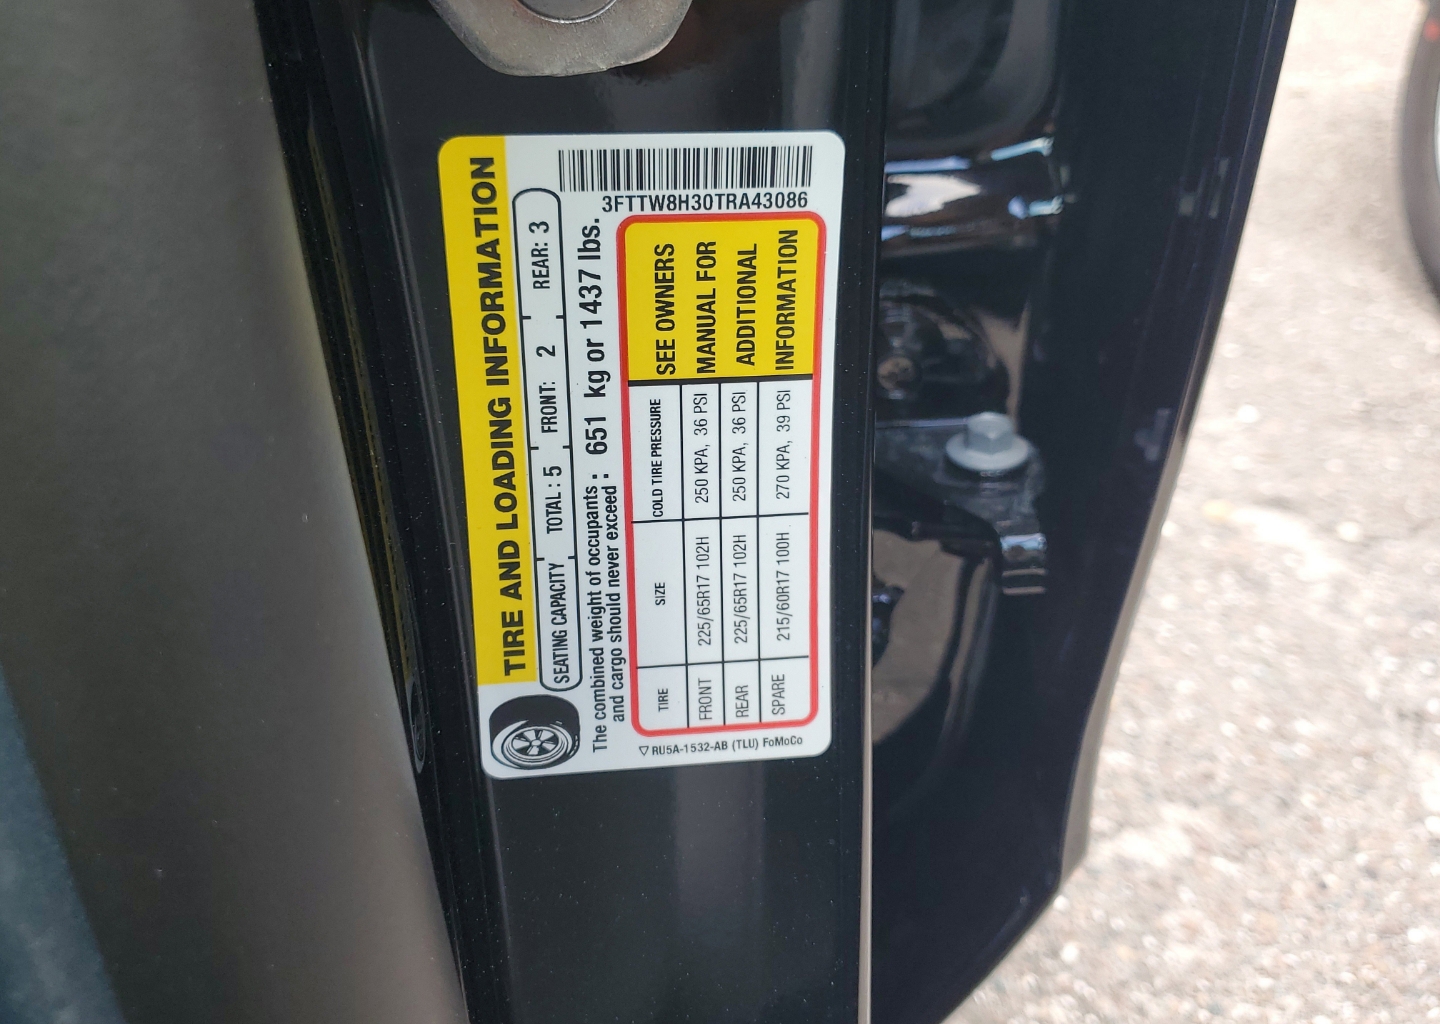 TIRE AND LOADING INFORMATION
SEATING CAPACITY TOTAL : 5 FRONT: 2 REAR: 3
The combined weight of occupants
and cargo should never exceed : 651 kg or 1437 lbs.
3FTTW8H30TRA43086
TIRE SIZE COLD TIRE PRESSURE
FRONT 225/65R17 102H 250 KPA, 36 PSI
REAR 225/65R17 102H 250 KPA, 36 PSI
SPARE 215/60R17 100H 270 KPA, 39 PSI
SEE OWNERS
MANUAL FOR
ADDITIONAL
INFORMATION
▽ RU5A-1532-AB (TLU) FoMoCo